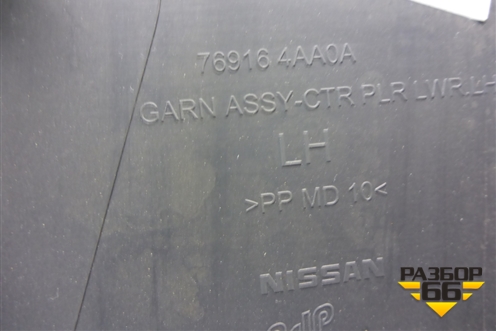 76916 4AA0A
GARN ASSY-CTR PLR LWR.LH
LH
>PP MD 10<
NISSAN
РАЗБОР
66